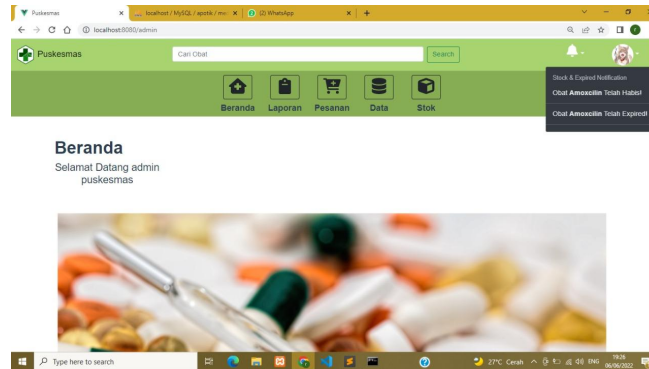 Puskesmas
localhost / MySQL / apotik / mo
(2) WhatsApp
localhost:8080/admin
Puskesmas
Cari Obat
Search
Stock & Expired Notification
Obat Amoxcilin Telah Habis!
Obat Amoxcilin Telah Expired!
Beranda Laporan Pesanan Data Stok
Beranda
Selamat Datang admin
puskesmas
Type here to search
27°C Cerah
ENG
19:26
06/06/2022